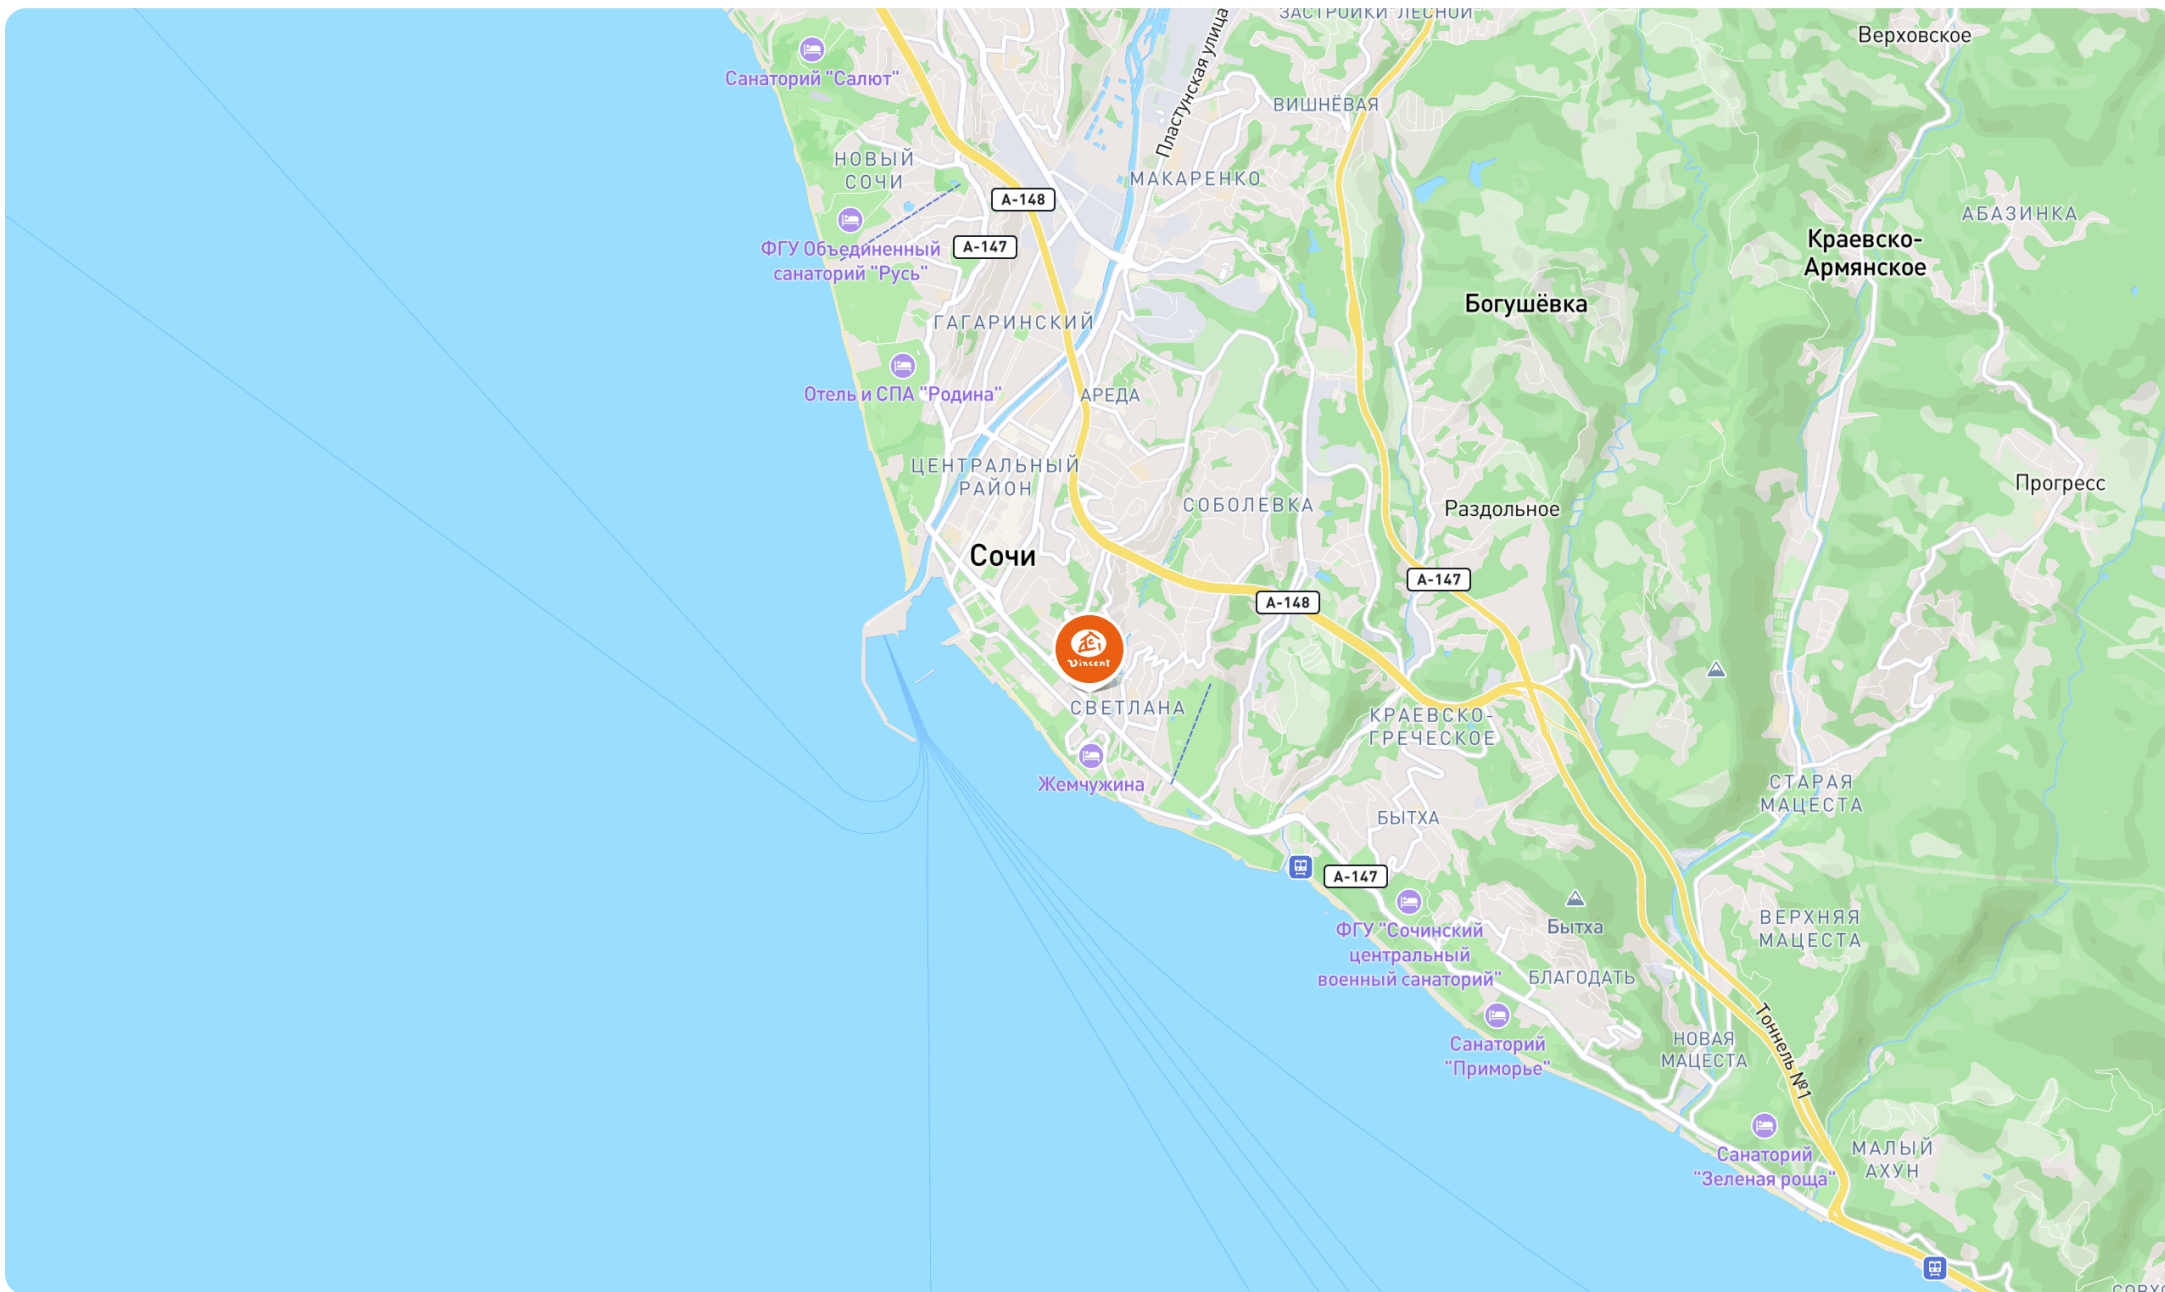 ЗАСТРОЙКИ "ЛЕСНОЙ"
Верховское
Санаторий "Салют"
Пластунская улица
ВИШНЁВАЯ
НОВЫЙ
СОЧИ
МАКАРЕНКО
А-148
АБАЗИНКА
А-147
ФГУ Объединенный
санаторий "Русь"
Краевско-
Армянское
Богушёвка
ГАГАРИНСКИЙ
Отель и СПА "Родина"
АРЕДА
ЦЕНТРАЛЬНЫЙ
РАЙОН
Прогресс
СОБОЛЕВКА
Раздольное
Сочи
А-147
А-148
Vincent
СВЕТЛАНА
КРАЕВСКО-
ГРЕЧЕСКОЕ
Жемчужина
СТАРАЯ
МАЦЕСТА
БЫТХА
А-147
ФГУ "Сочинский
центральный
военный санаторий"
Бытха
ВЕРХНЯЯ
МАЦЕСТА
БЛАГОДАТЬ
Санаторий
"Приморье"
НОВАЯ
МАЦЕСТА
Тоннель №1
Санаторий
"Зеленая роща"
МАЛЫЙ
АХУН